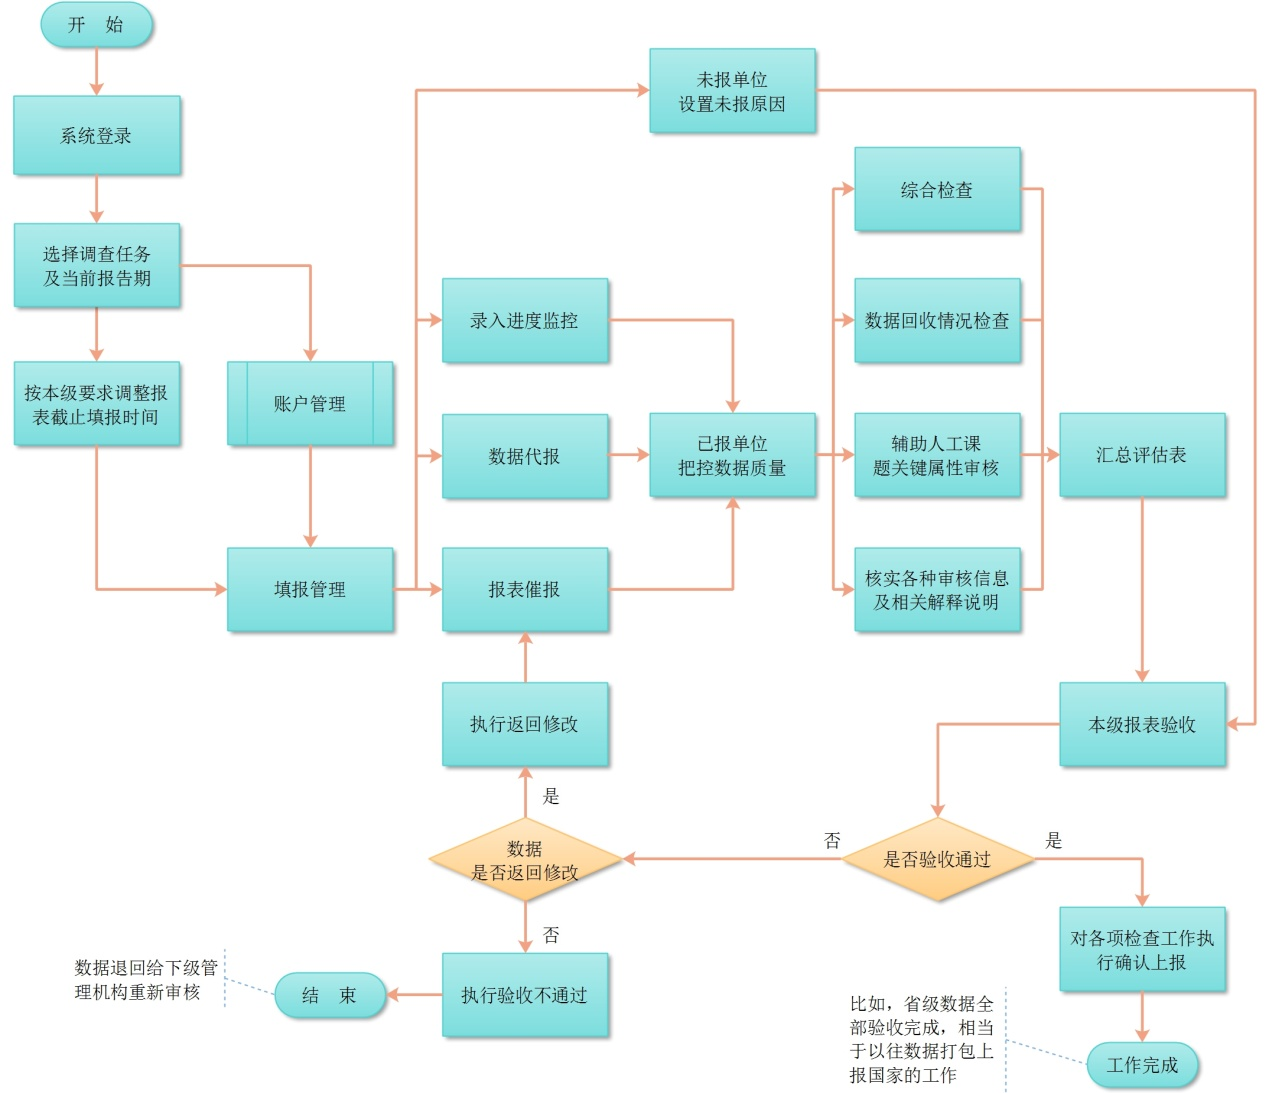 开 始
系统登录
选择调查任务
及当前报告期
按本级要求调整报
表截止填报时间
账户管理
填报管理
未报单位
设置未报原因
录入进度监控
数据代报
报表催报
已报单位
把控数据质量
综合检查
数据回收情况检查
辅助人工课
题关键属性审核
核实各种审核信息
及相关解释说明
汇总评估表
本级报表验收
是否验收通过
否
是
数据
是否返回修改
是
执行返回修改
否
执行验收不通过
结 束
数据退回给下级管
理机构重新审核
对各项检查工作执
行确认上报
工作完成
比如，省级数据全
部验收完成，相当
于以往数据打包上
报国家的工作